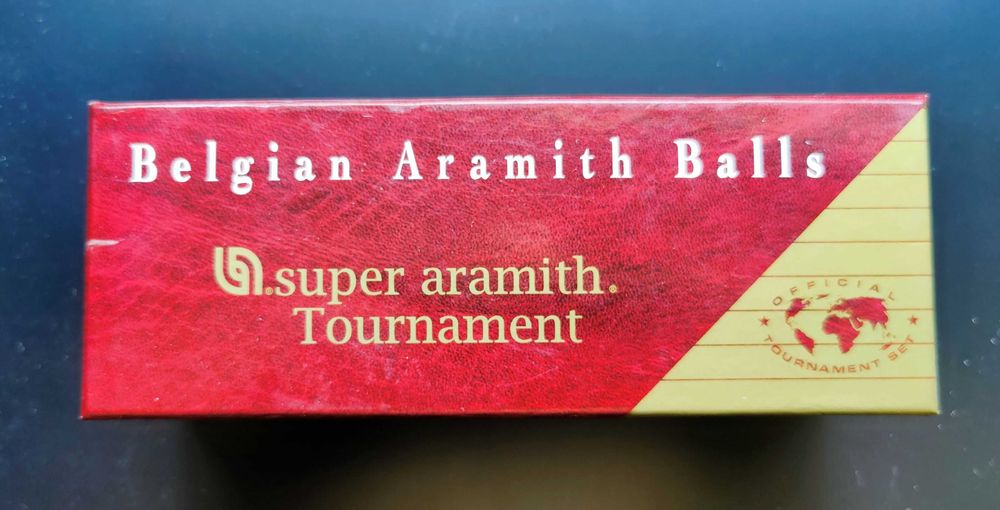 Belgian Aramith Balls
super aramith
Tournament
OFFICIAL
TOURNAMENT SET